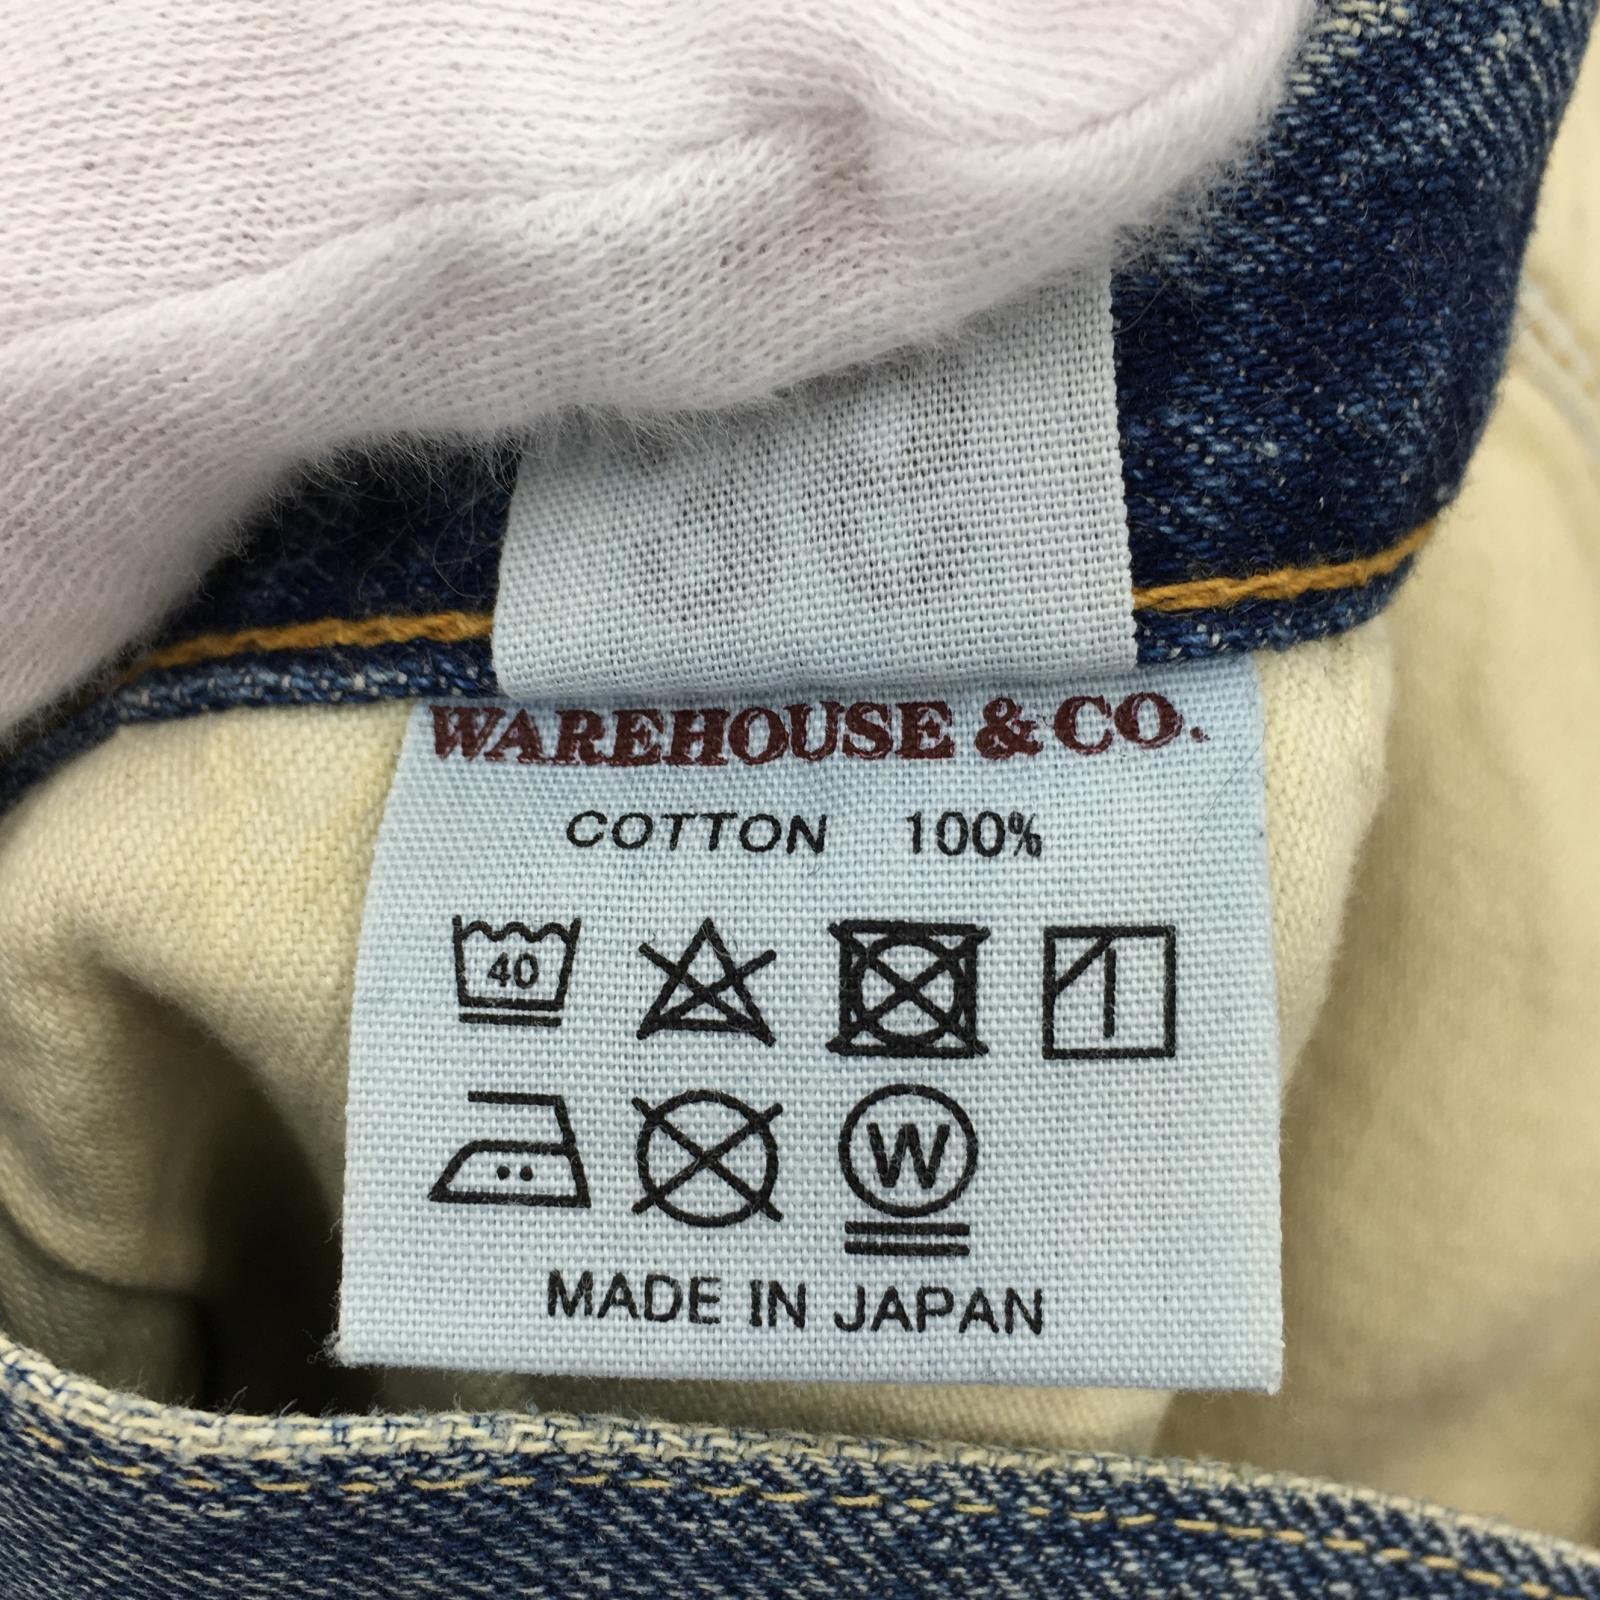 WAREHOUSE & CO.
COTTON 100%
40
W
MADE IN JAPAN